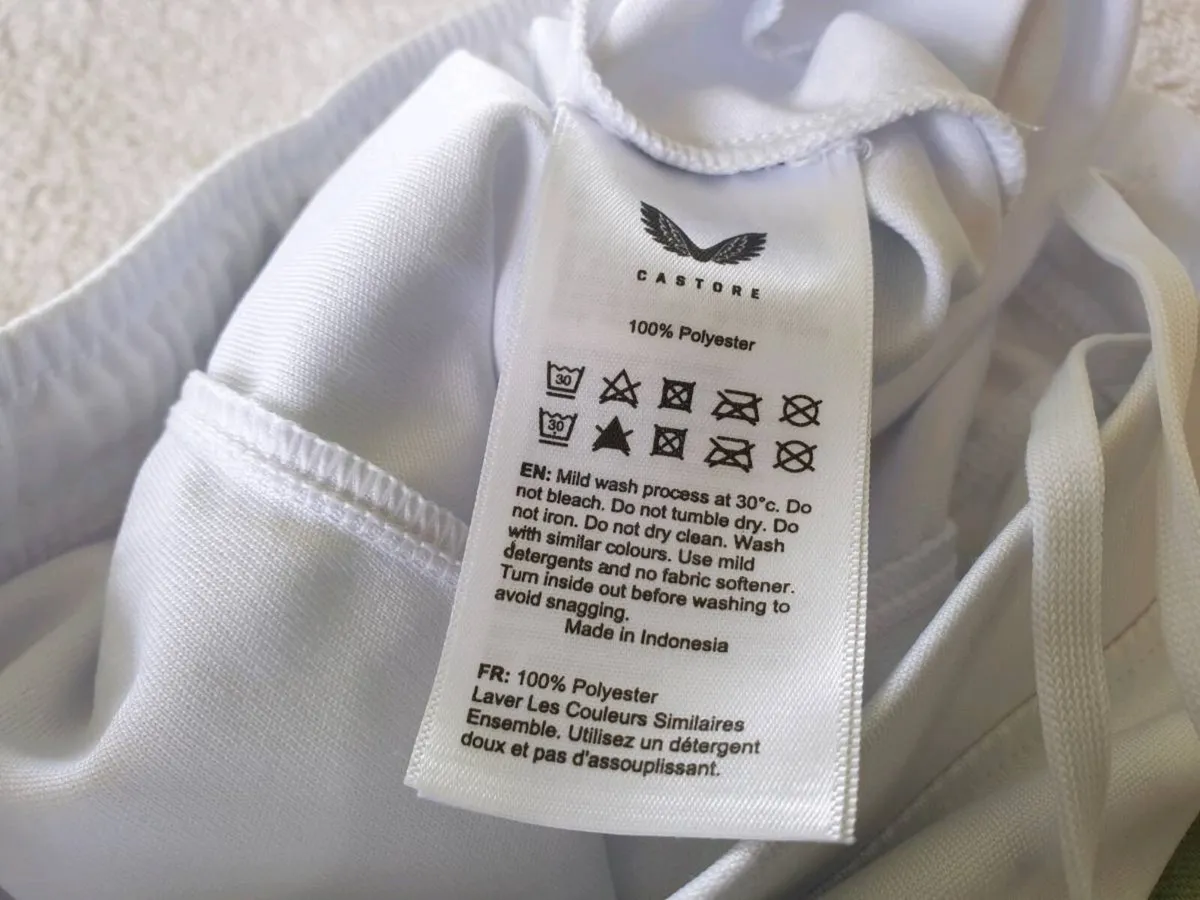 CASTORE
100% Polyester
30
30
EN: Mild wash process at 30°c. Do
not bleach. Do not tumble dry. Do
not iron. Do not dry clean. Wash
with similar colours. Use mild
detergents and no fabric softener.
Turn inside out before washing to
avoid snagging.
Made in Indonesia
FR: 100% Polyester
Laver Les Couleurs Similaires
Ensemble. Utilisez un détergent
doux et pas d'assouplissant.